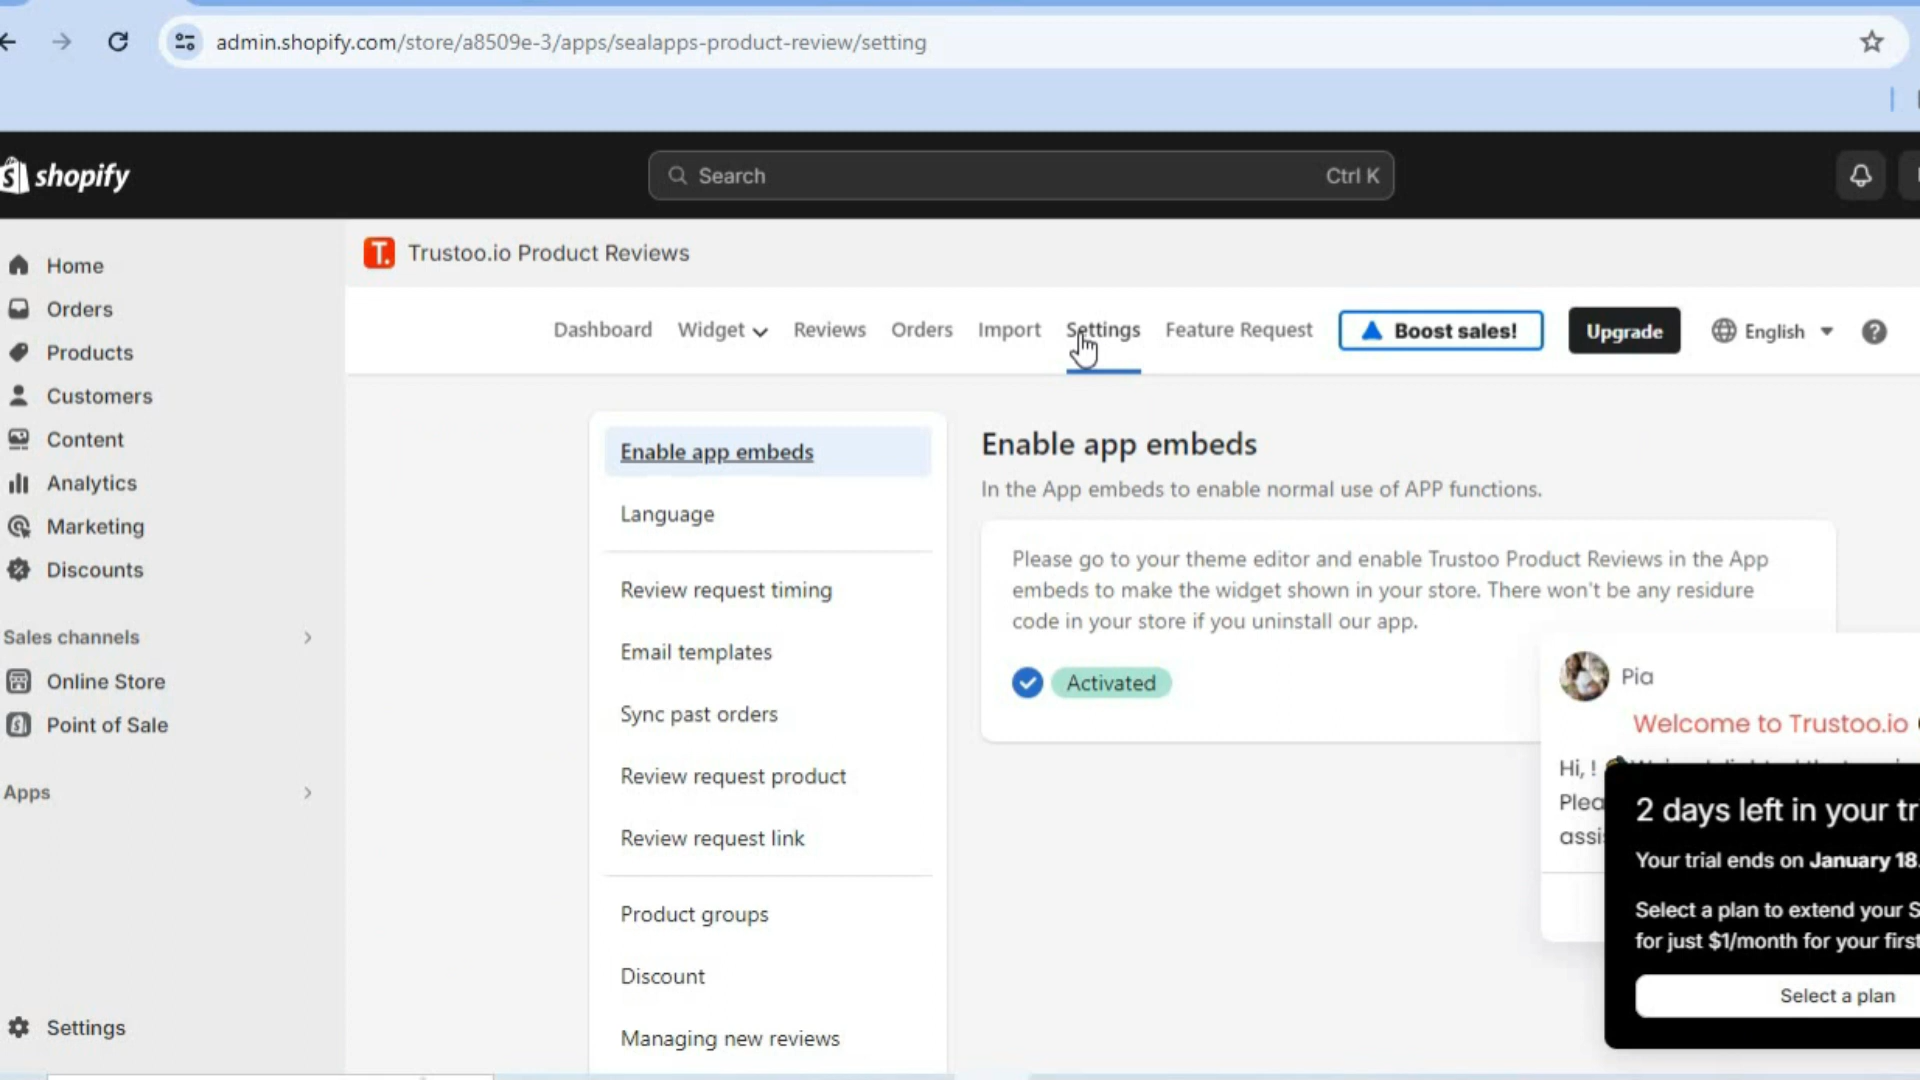 admin.shopify.com/store/a8509e-3/apps/sealapps-product-review/setting
shopify
Search
Ctrl K
Home
Orders
Products
Customers
Content
Analytics
Marketing
Discounts
Sales channels
Online Store
Point of Sale
Apps
Settings
T. Trustoo.io Product Reviews
Dashboard Widget Reviews Orders Import Settings Feature Request Boost sales! Upgrade English
Enable app embeds
Language
Review request timing
Email templates
Sync past orders
Review request product
Review request link
Product groups
Discount
Managing new reviews
Enable app embeds
In the App embeds to enable normal use of APP functions.
Please go to your theme editor and enable Trustoo Product Reviews in the App
embeds to make the widget shown in your store. There won't be any residure
code in your store if you uninstall our app.
Activated
Pia
Welcome to Trustoo.io
Hi, !
2 days left in your
Your trial ends on January 18.
Select a plan to extend your
for just $1/month for your first
Select a plan